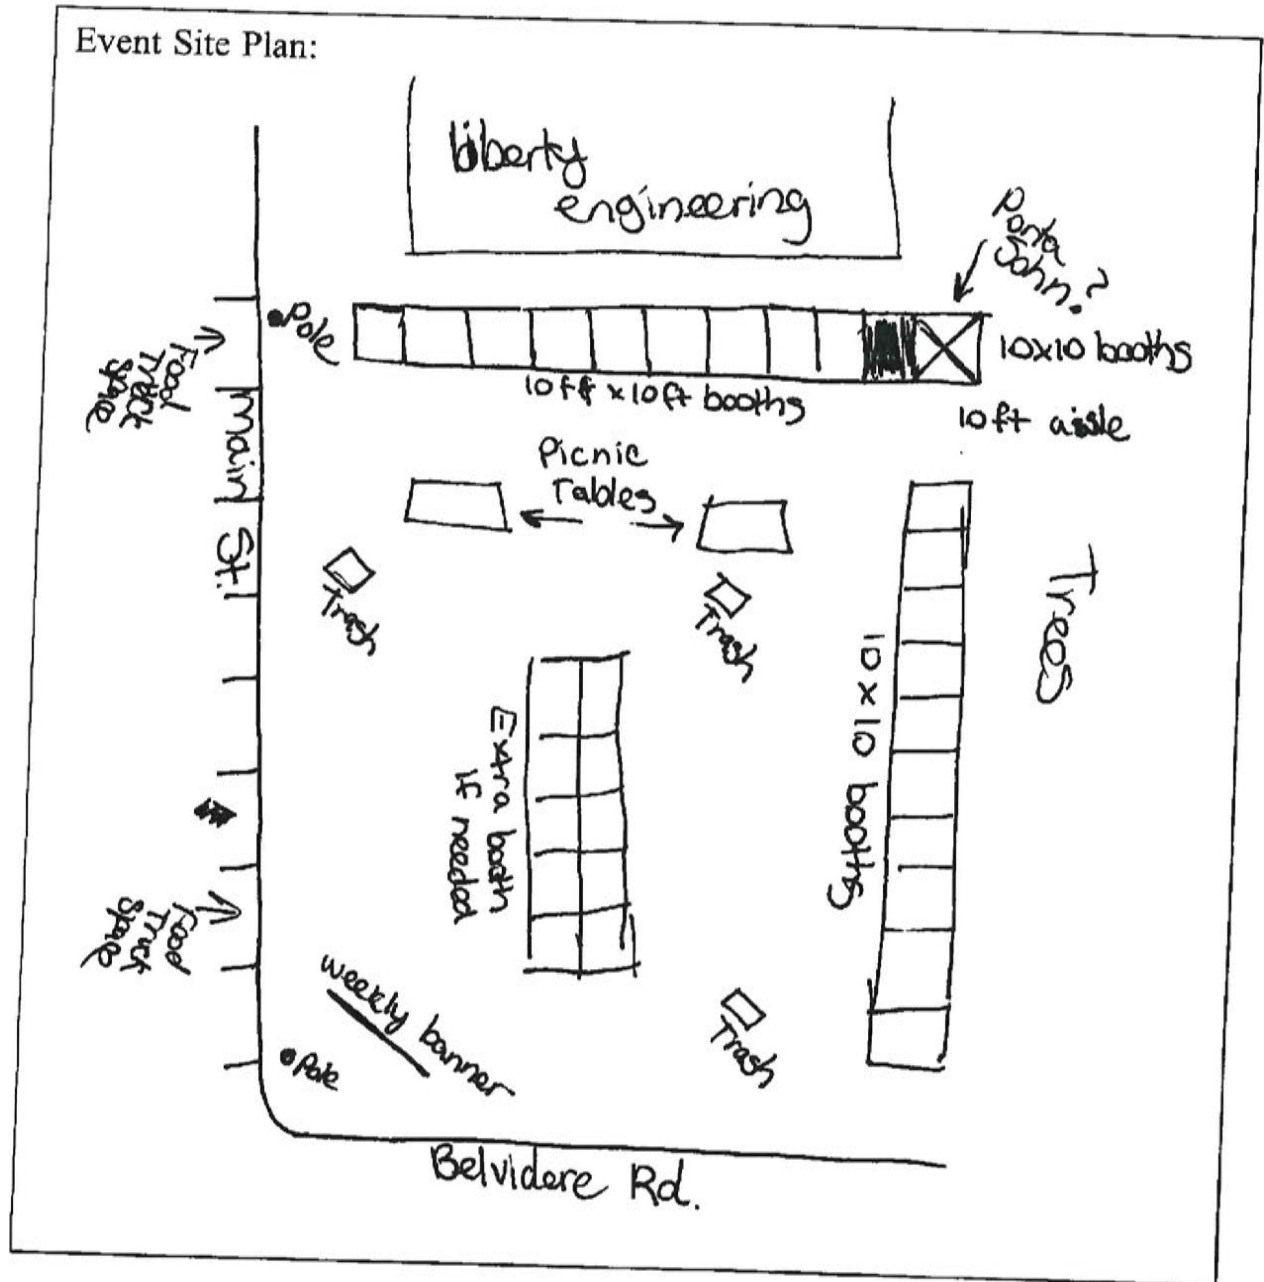 Event Site Plan:
Liberty
engineering
Porta
John?
Pole
10x10 booths
10ft x 10ft booths
10ft aisle
Food
Truck
Space
Main St.
Picnic
Tables
Trash
Trash
Trees
10 x 10 booths
Extra booth
If needed
Food
Truck
Space
weekly banner
Trash
Pole
Belvidere Rd.